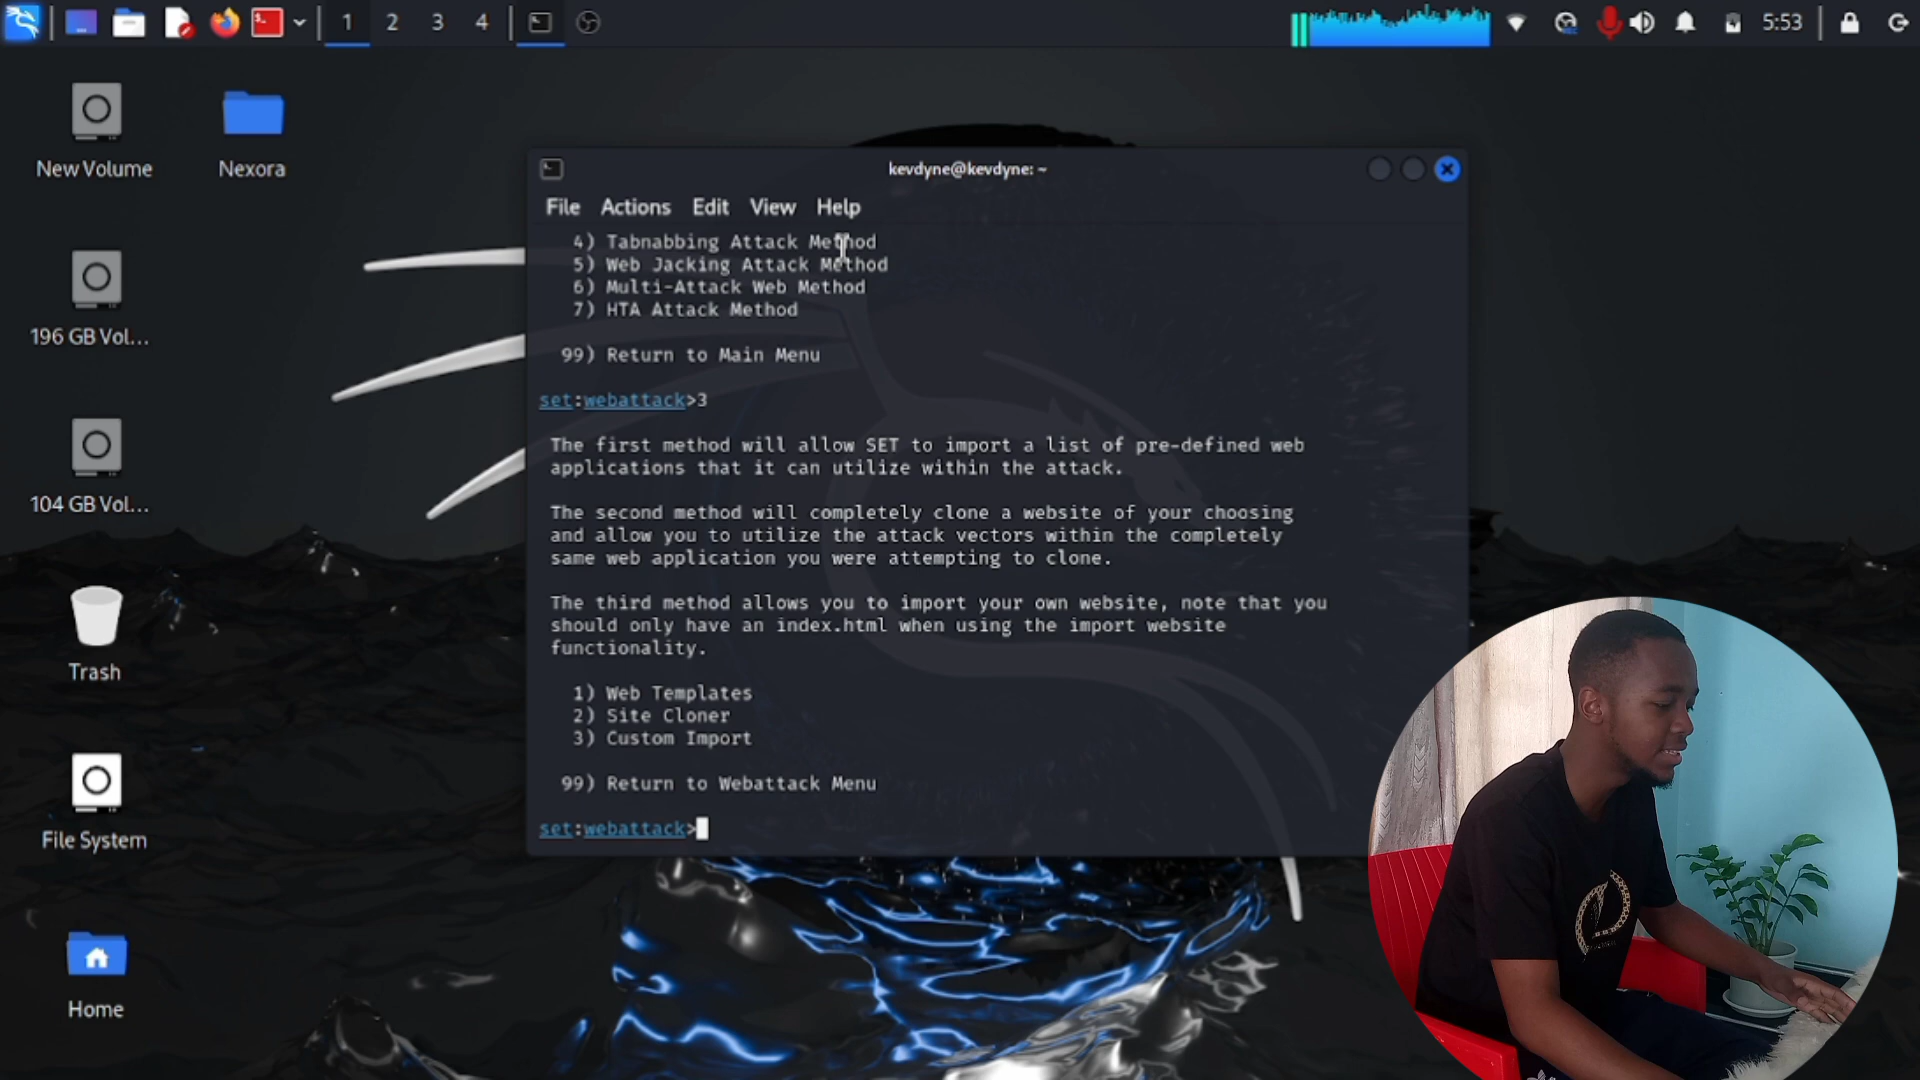 1 2 3 4 5:53
New Volume
Nexora
196 GB Vol...
104 GB Vol...
Trash
File System
Home
kevdyne@kevdyne: ~
File Actions Edit View Help
4) Tabnabbing Attack Method
5) Web Jacking Attack Method
6) Multi-Attack Web Method
7) HTA Attack Method
99) Return to Main Menu
set:webattack>3
The first method will allow SET to import a list of pre-defined web
applications that it can utilize within the attack.
The second method will completely clone a website of your choosing
and allow you to utilize the attack vectors within the completely
same web application you were attempting to clone.
The third method allows you to import your own website, note that you
should only have an index.html when using the import website
functionality.
1) Web Templates
2) Site Cloner
3) Custom Import
99) Return to Webattack Menu
set:webattack>